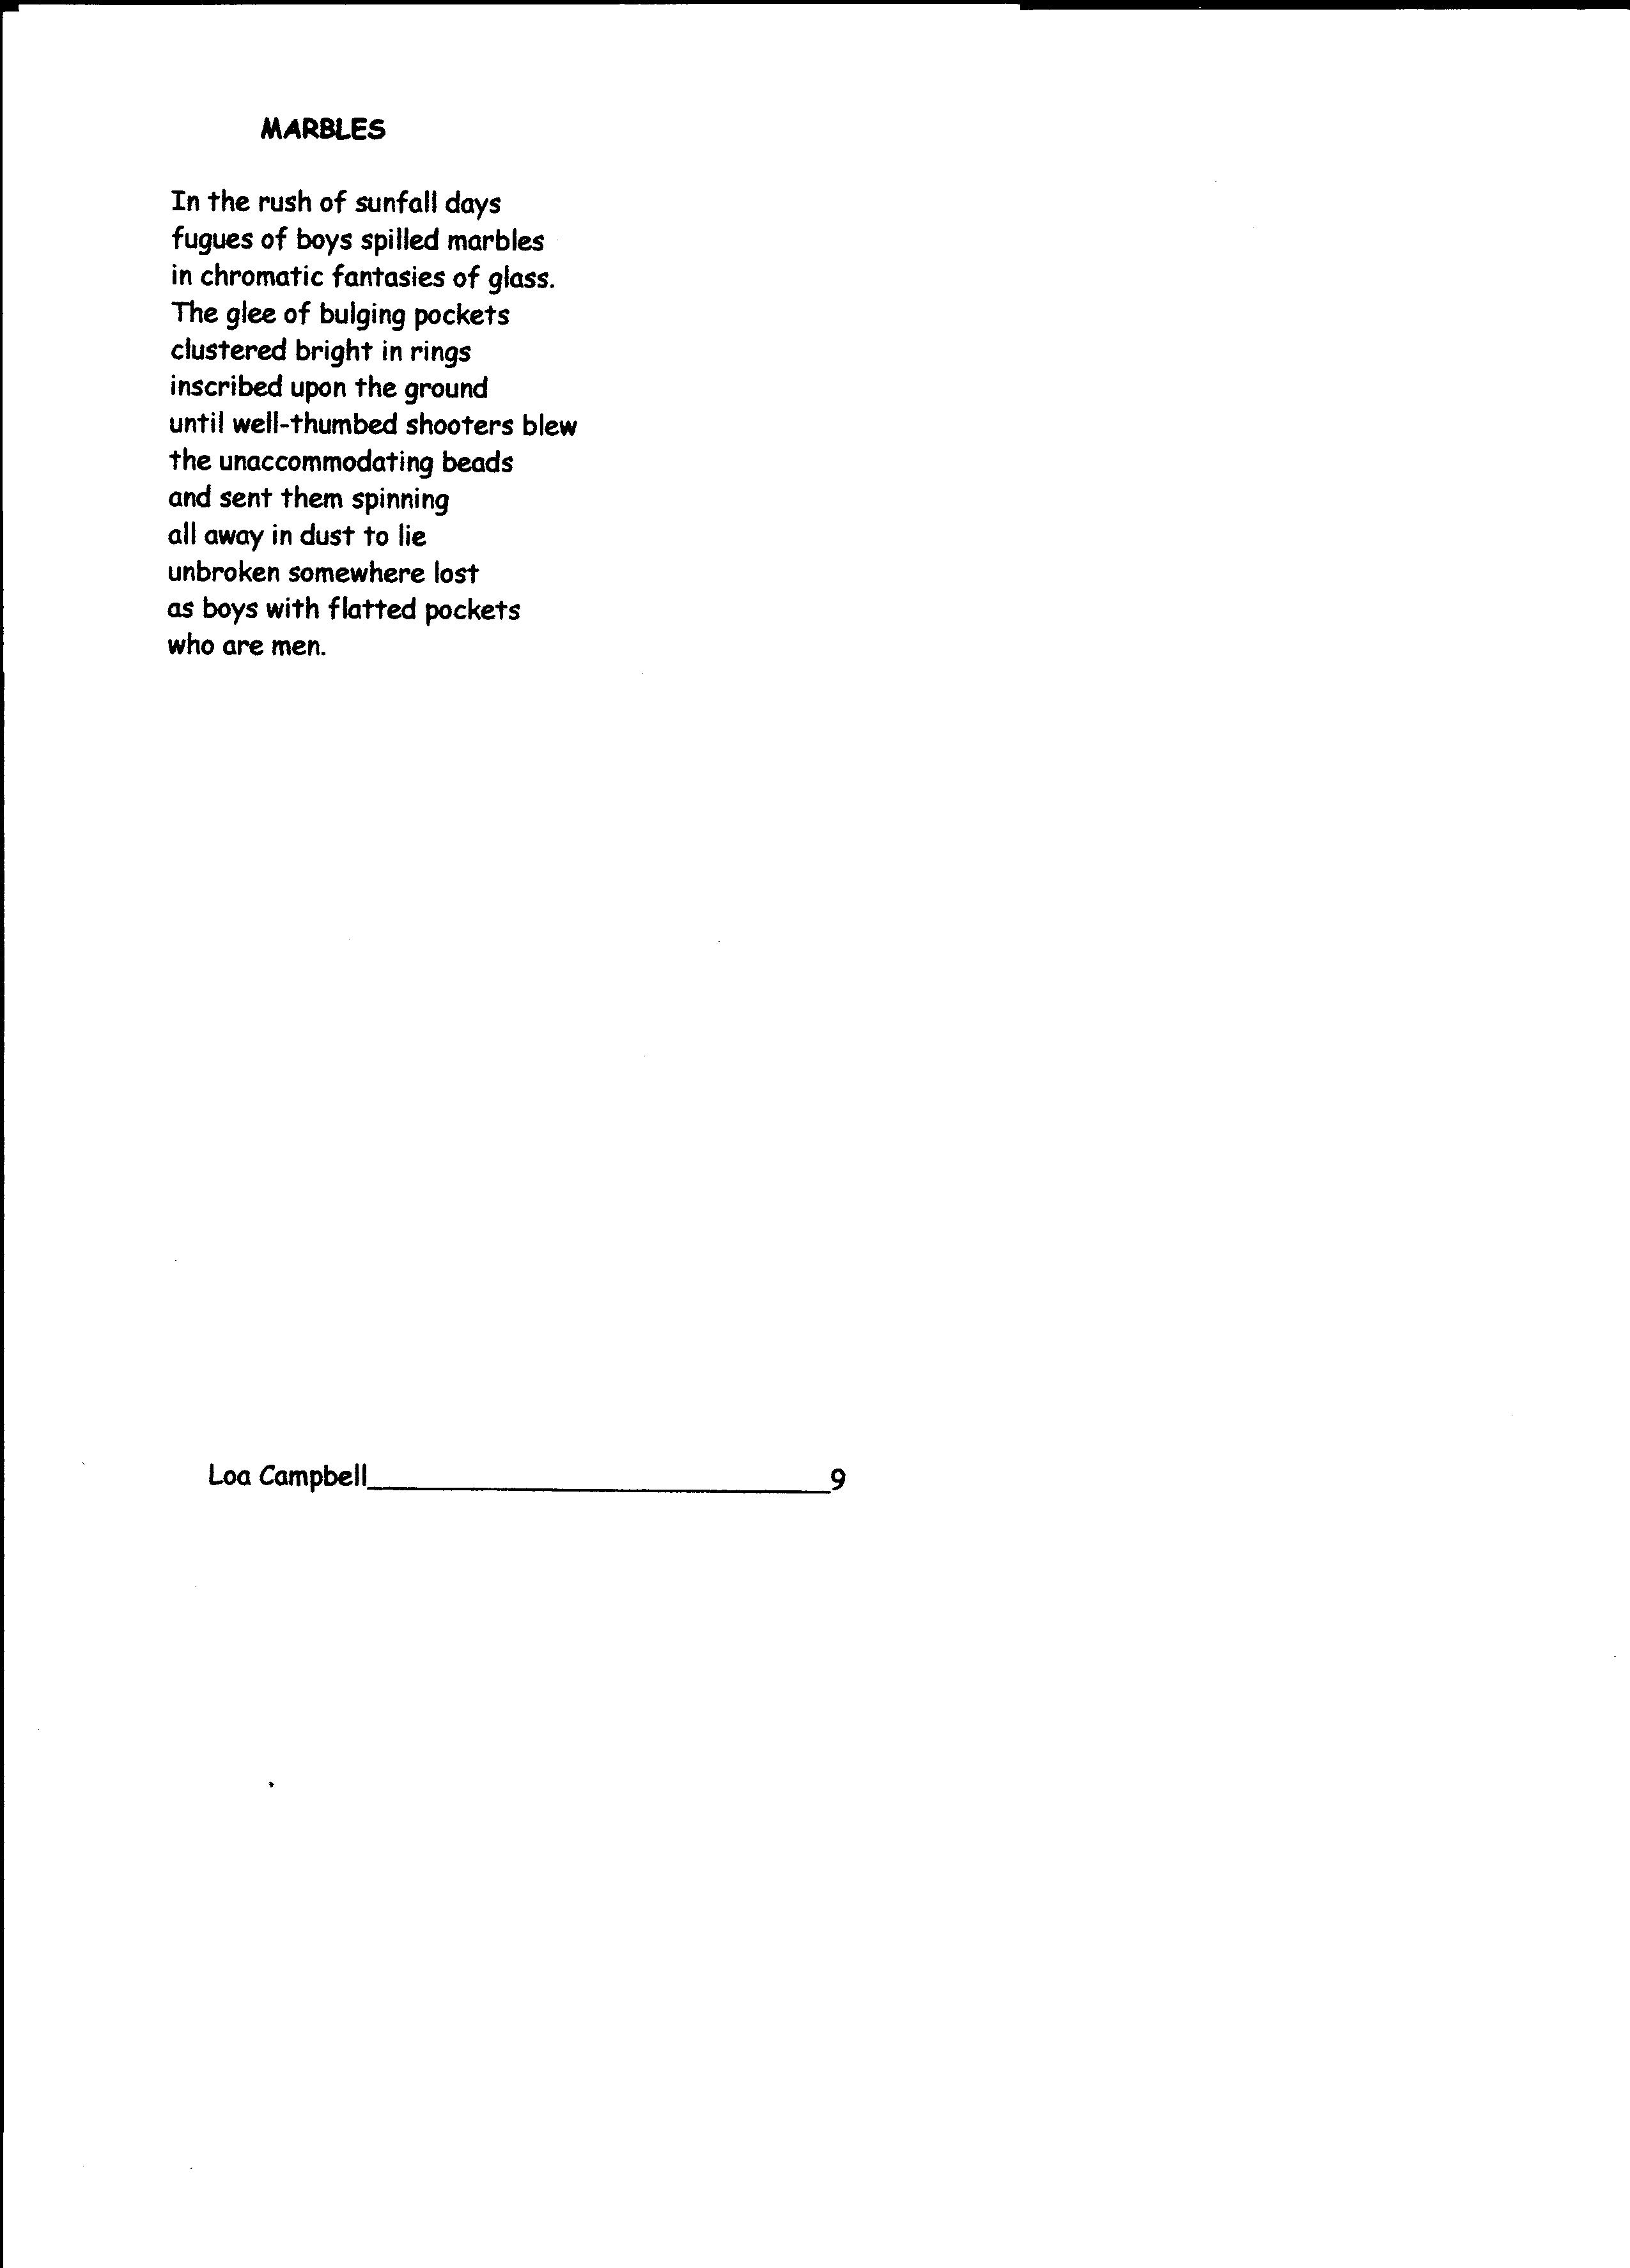 MARBLES
In the rush of sunfall days
fugues of boys spilled marbles
in chromatic fantasies of glass.
The glee of bulging pockets
clustered bright in rings
inscribed upon the ground
until well-thumbed shooters blew
the unaccommodating beads
and sent them spinning
all away in dust to lie
unbroken somewhere lost
as boys with flatted pockets
who are men.
Loa Campbell____________________________________9